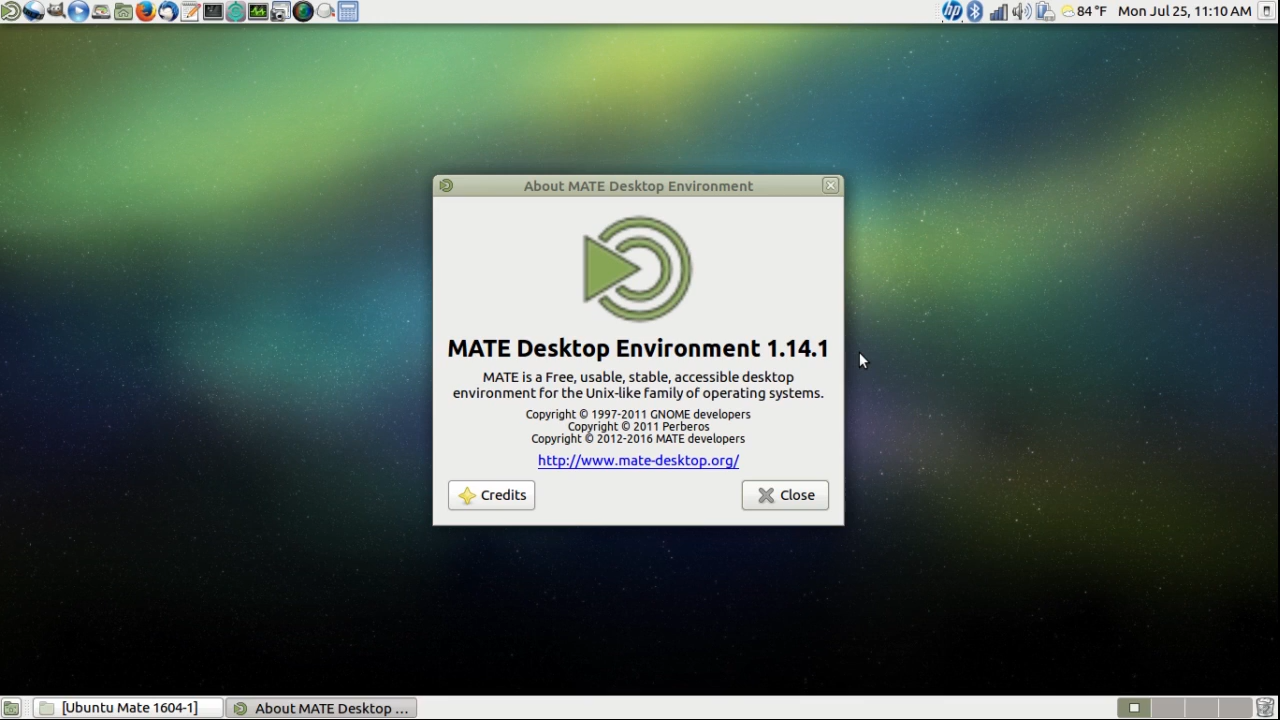 hp
84 °F
Mon Jul 25, 11:10 AM
About MATE Desktop Environment
MATE Desktop Environment 1.14.1
MATE is a Free, usable, stable, accessible desktop
environment for the Unix-like family of operating systems.
Copyright © 1997-2011 GNOME developers
Copyright © 2011 Perberos
Copyright © 2012-2016 MATE developers
http://www.mate-desktop.org/
Credits
Close
[Ubuntu Mate 1604-1]
About MATE Desktop ...